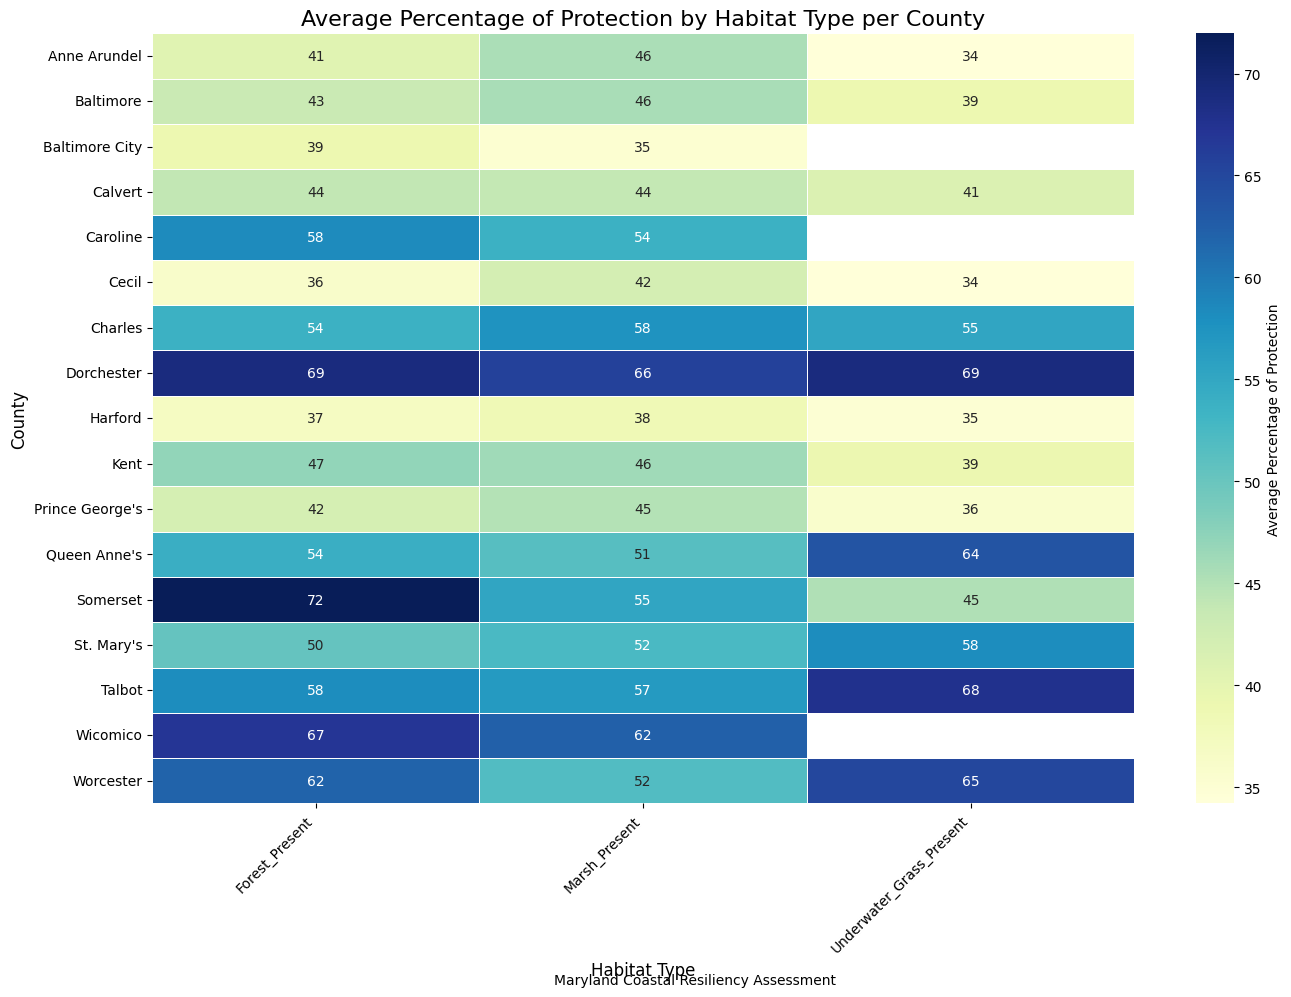 Average Percentage of Protection by Habitat Type per County
Anne Arundel 41 46 34
Baltimore 43 46 39
Baltimore City 39 35
Calvert 44 44 41
Caroline 58 54
Cecil 36 42 34
Charles 54 58 55
Dorchester 69 66 69
Harford 37 38 35
Kent 47 46 39
Prince George's 42 45 36
Queen Anne's 54 51 64
Somerset 72 55 45
St. Mary's 50 52 58
Talbot 58 57 68
Wicomico 67 62
Worcester 62 52 65
County
Forest_Present
Marsh_Present
Underwater_Grass_Present
Habitat Type
Maryland Coastal Resiliency Assessment
70
65
60
55
50
45
40
35
Average Percentage of Protection